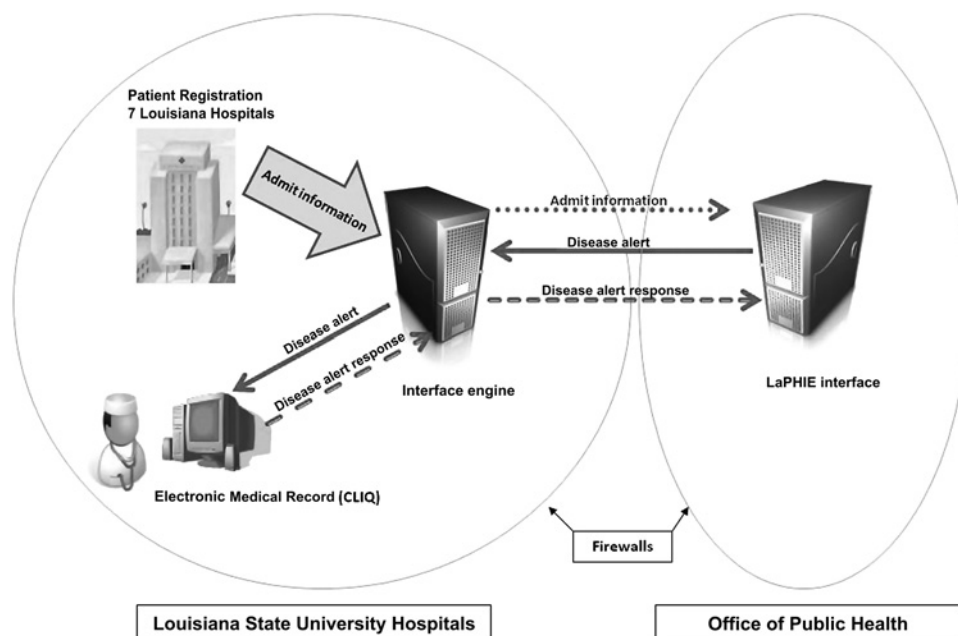 Patient Registration
7 Louisiana Hospitals
Admit information
Admit information
Disease alert
Disease alert response
Disease alert
Disease alert response
Interface engine
LaPHIE interface
Electronic Medical Record (CLIQ)
Firewalls
Louisiana State University Hospitals
Office of Public Health